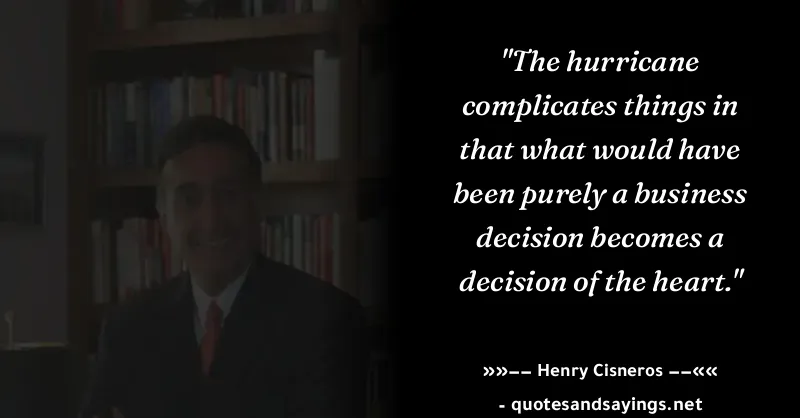 "The hurricane
complicates things in
that what would have
been purely a business
decision becomes a
decision of the heart."
»»–– Henry Cisneros ––««
- quotesandsayings.net